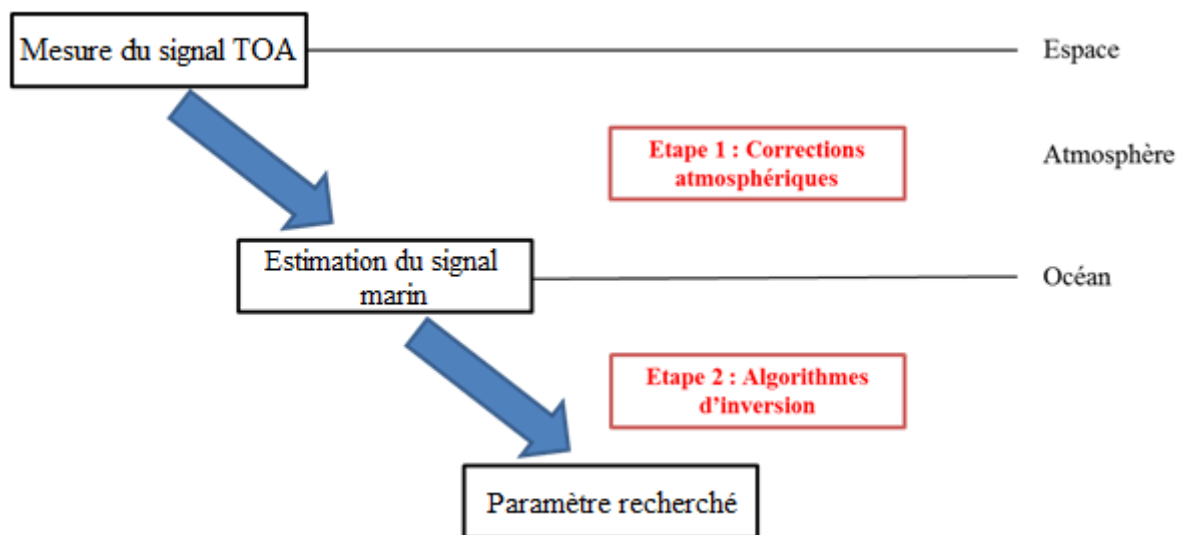 Mesure du signal TOA
Espace
Etape 1 : Corrections
atmosphériques
Atmosphère
Estimation du signal
marin
Océan
Etape 2 : Algorithmes
d'inversion
Paramètre recherché